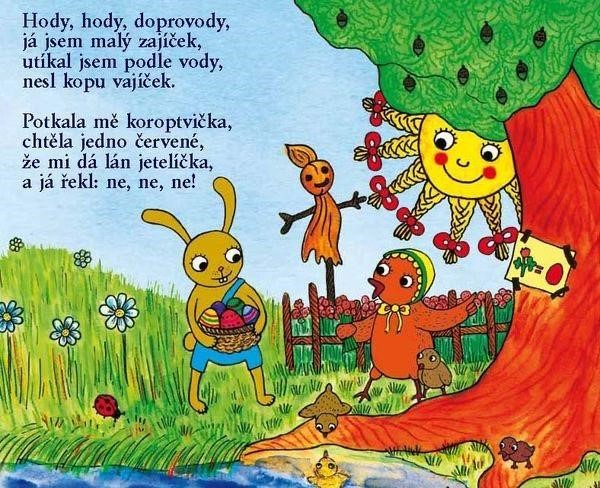 Hody, hody, doprovody,
já jsem malý zajíček,
utíkal jsem podle vody,
nesl kopu vajíček.
Potkala mě koroptvička,
chtěla jedno červené,
že mi dá lán jetelíčka,
a já řekl: ne, ne, ne!